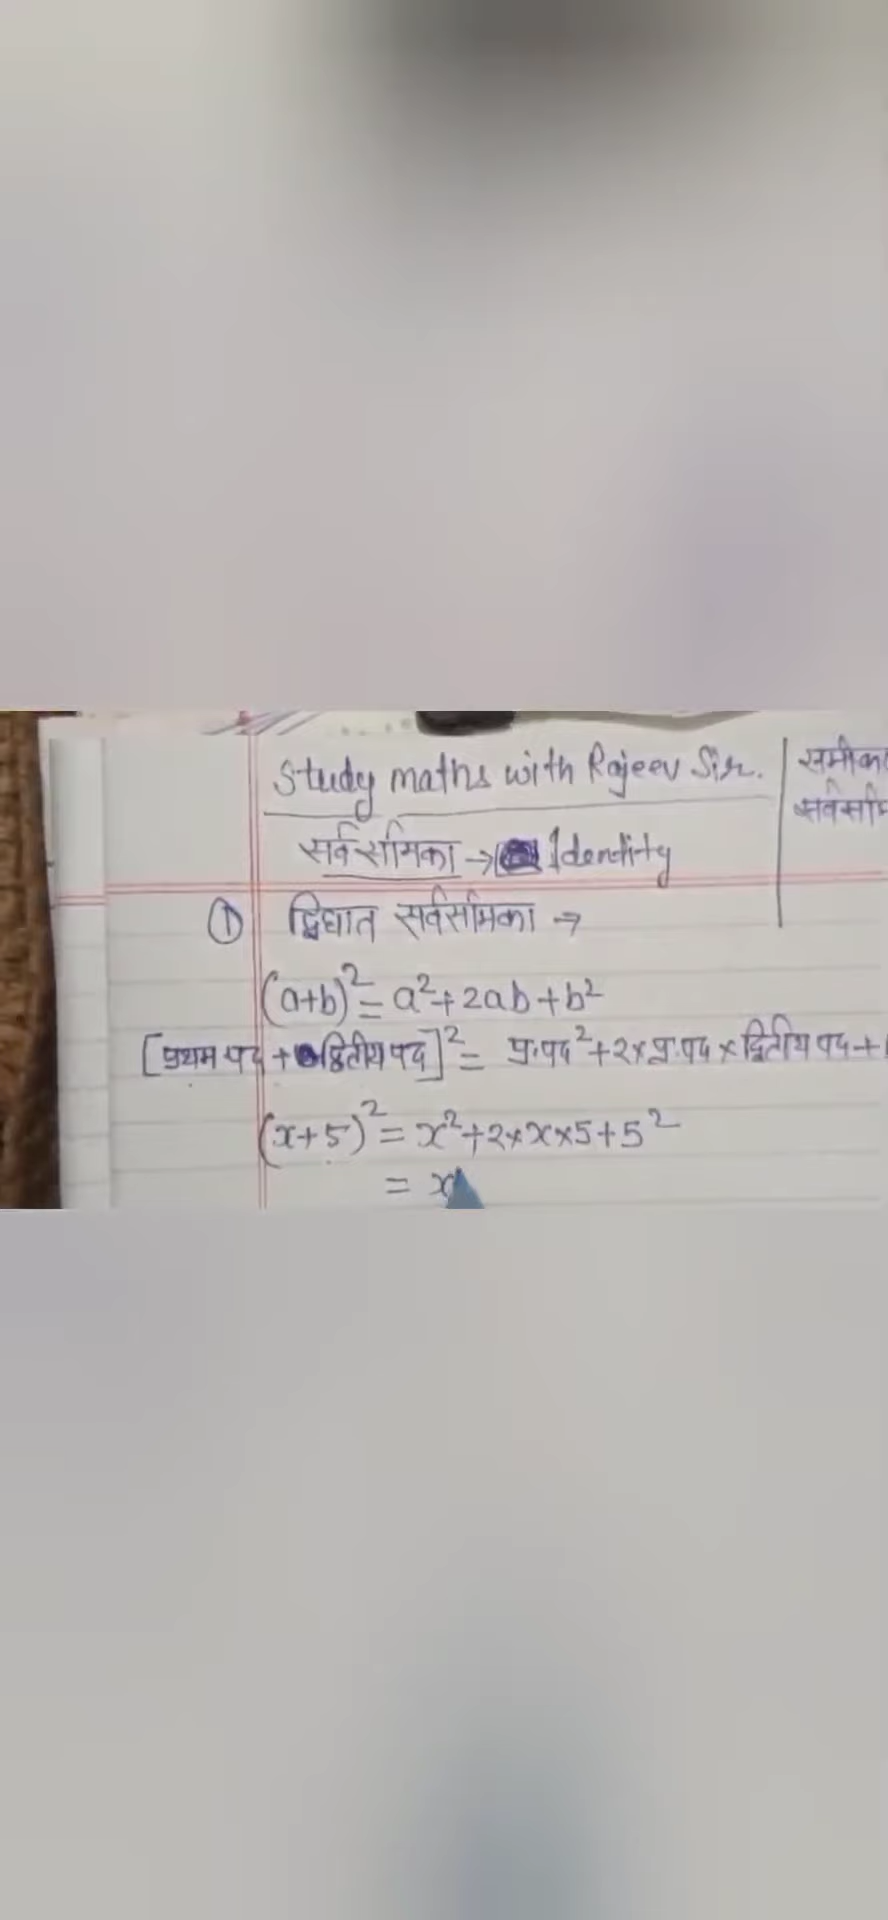 Study maths with Rajeev Sir.
सर्वसमिका → Identity
① द्विघात सर्वसमिका →
(a+b)² = a² + 2ab + b²
[प्रथम पद + द्वितीय पद]² = प्र.पद² + 2 × प्र.पद × द्वितीय पद +
(x+5)² = x² + 2×x×5 + 5²
= x